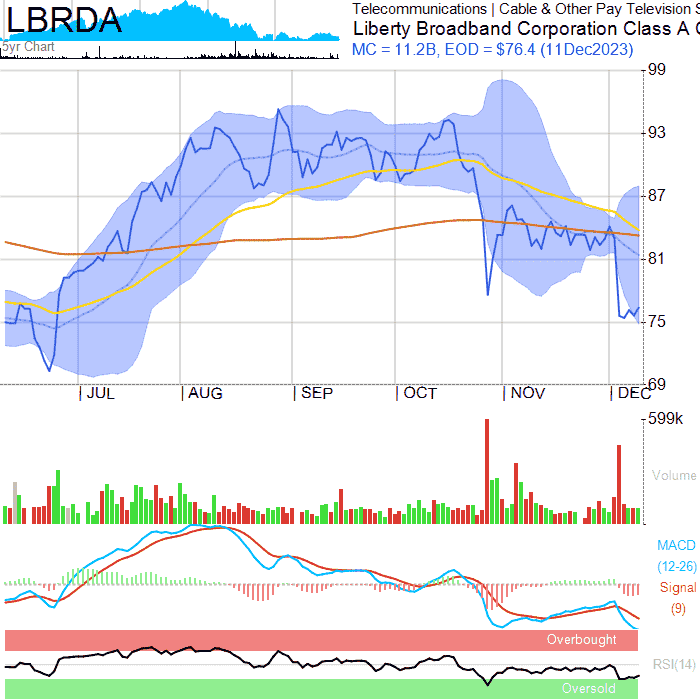 LBRDA
5yr Chart
Telecommunications | Cable & Other Pay Television S
Liberty Broadband Corporation Class A C
MC = 11.2B, EOD = $76.4 (11Dec2023)
99
93
87
81
75
69
JUL AUG SEP OCT NOV DEC
599k
Volume
MACD
(12-26)
Signal
(9)
Overbought
RSI(14)
Oversold